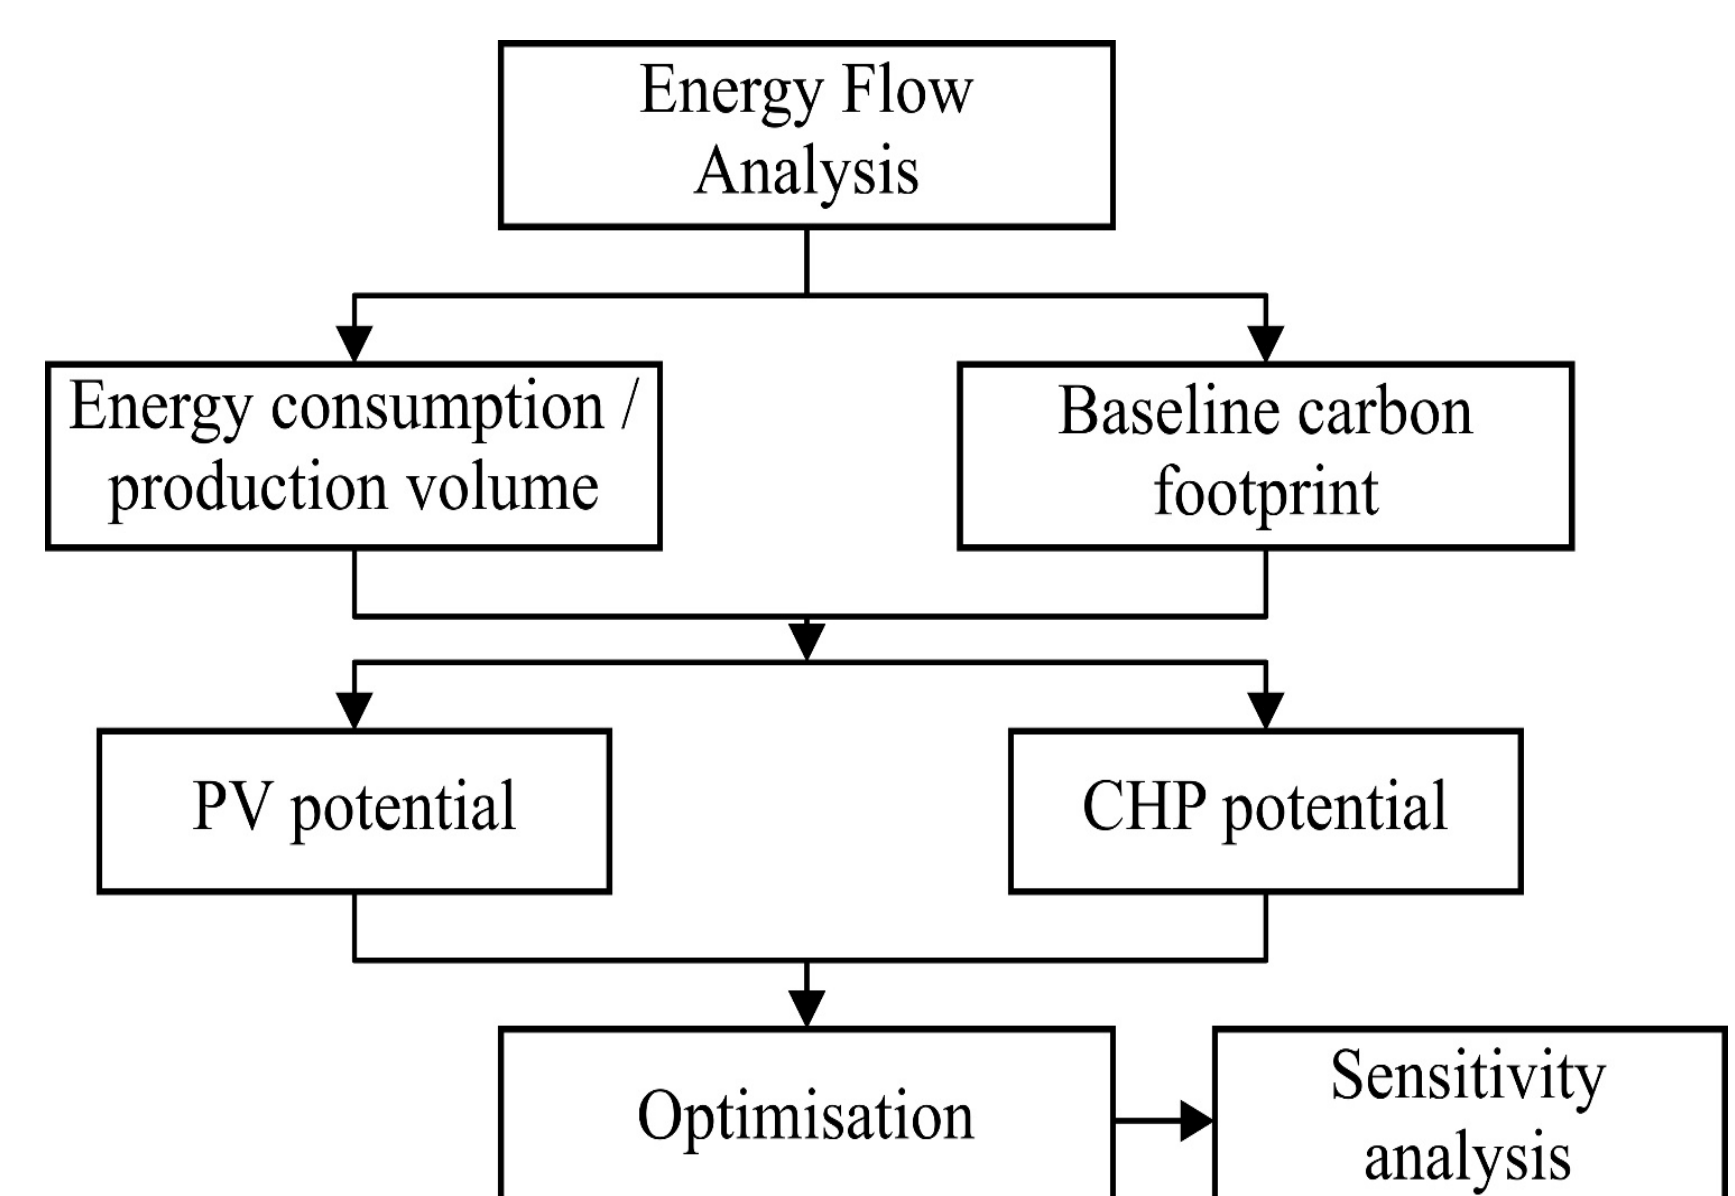 Energy Flow
Analysis
Energy consumption /
production volume
Baseline carbon
footprint
PV potential
CHP potential
Optimisation
Sensitivity
analysis